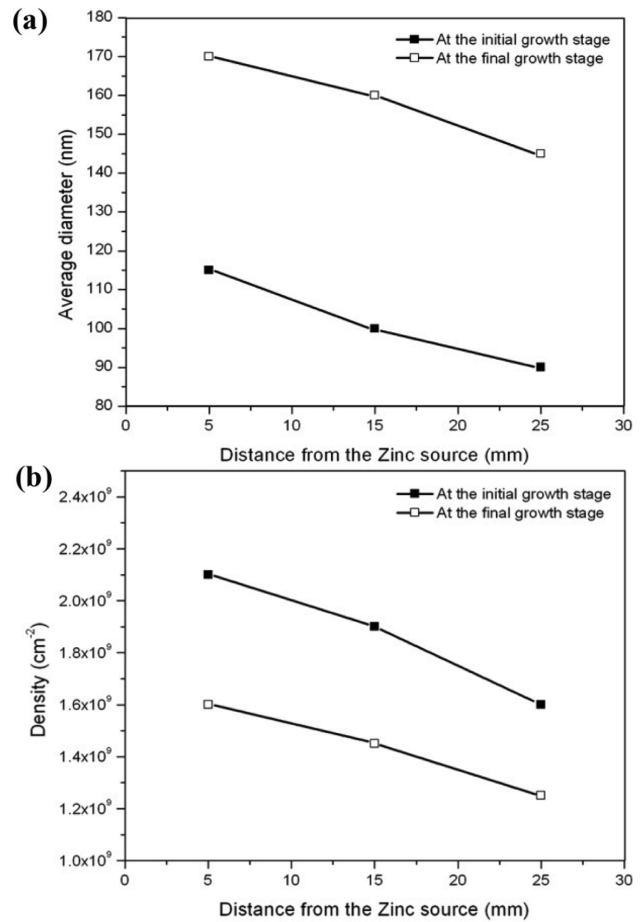 (a)
170
160
150
140
130
120
110
100
90
80
Average diameter (nm)
At the initial growth stage
At the final growth stage
0 5 10 15 20 25 30
Distance from the Zinc source (mm)
(b)
2.4x10⁹
2.2x10⁹
2.0x10⁹
1.8x10⁹
1.6x10⁹
1.4x10⁹
1.2x10⁹
1.0x10⁹
Density (cm⁻²)
At the initial growth stage
At the final growth stage
0 5 10 15 20 25 30
Distance from the Zinc source (mm)